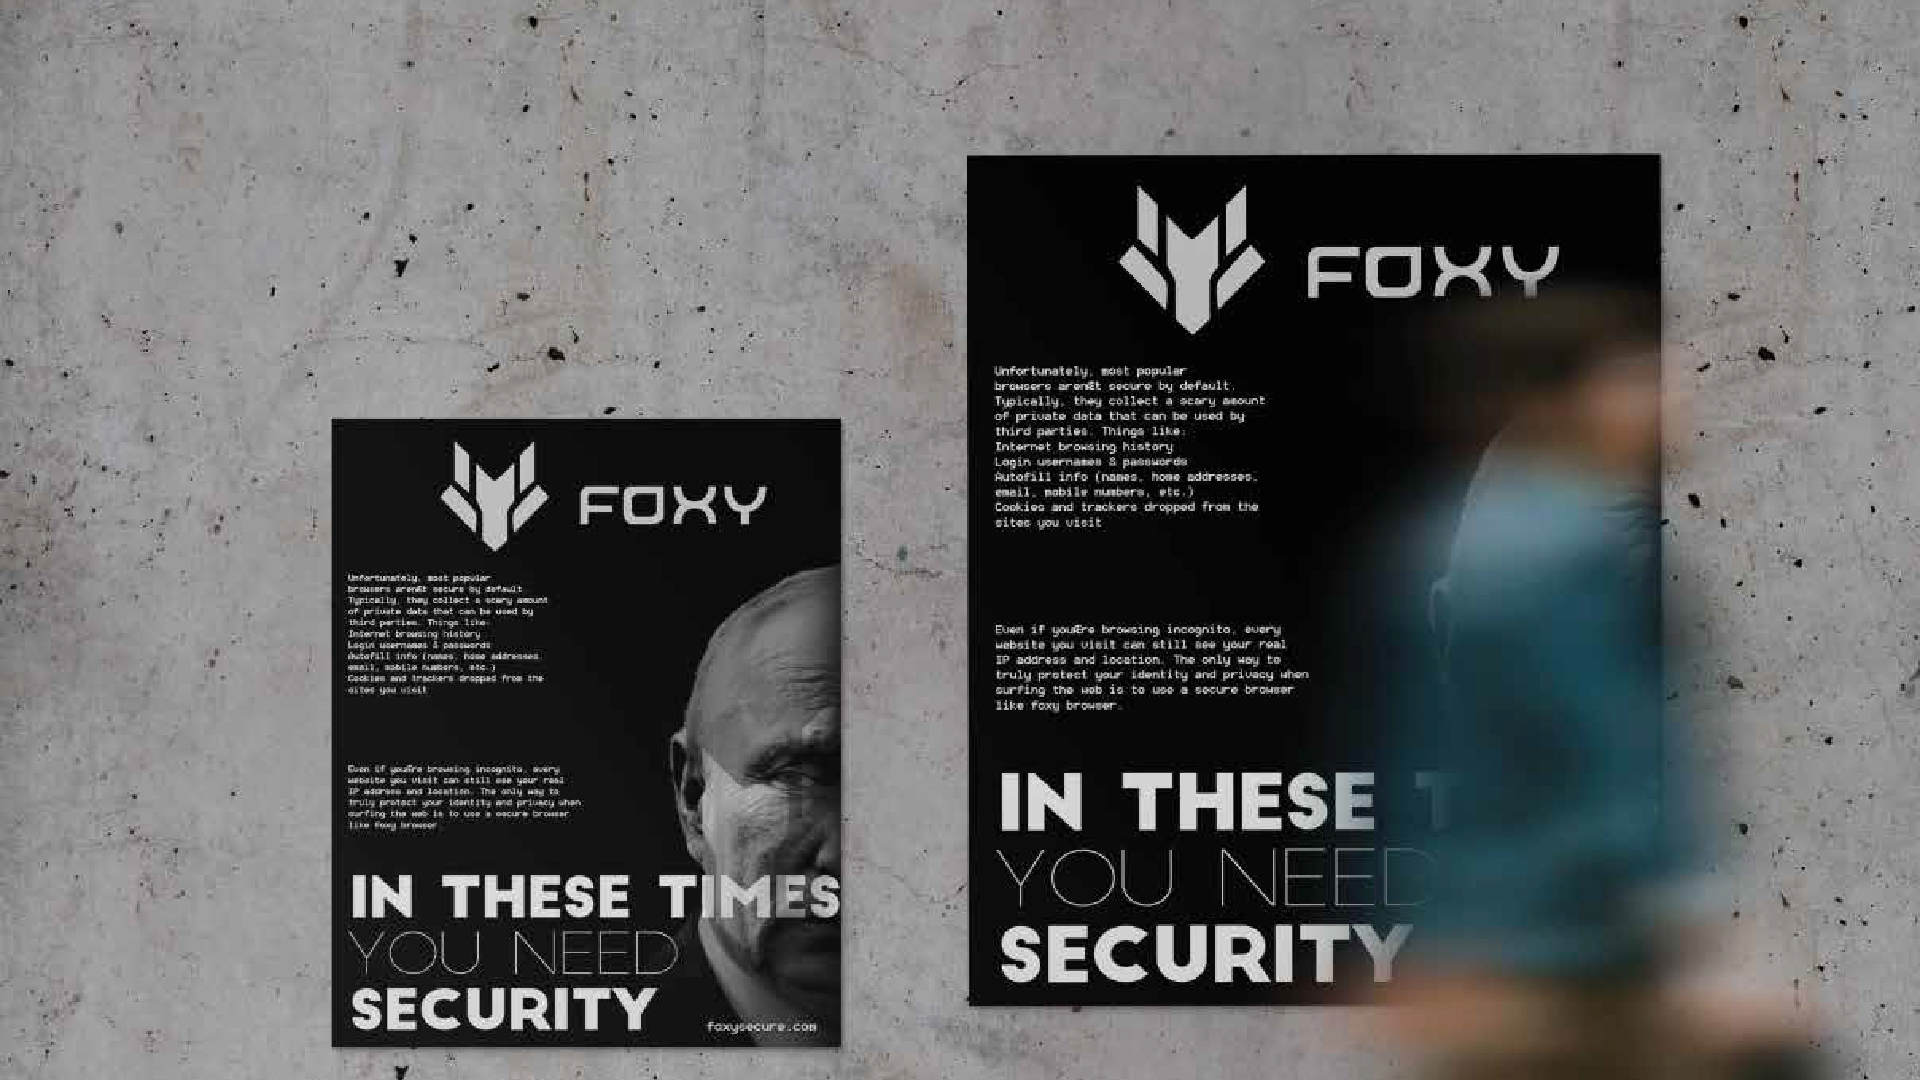 FOXY
Unfortunately, most popular
browsers arenÆt secure by default.
Typically, they collect a scary amount
of private data that can be used by
third parties. Things like:
Internet browsing history
Login usernames & passwords
Autofill info (names, home addresses,
email, mobile numbers, etc.)
Cookies and trackers dropped from the
sites you visit
Even if youÆre browsing incognito, every
website you visit can still see your real
IP address and location. The only way to
truly protect your identity and privacy when
surfing the web is to use a secure browser
like foxy browser.
IN THESE TIMES
YOU NEED
SECURITY
foxysecure.com
FOXY
Unfortunately, most popular
browsers arenÆt secure by default.
Typically, they collect a scary amount
of private data that can be used by
third parties. Things like:
Internet browsing history
Login usernames & passwords
Autofill info (names, home addresses,
email, mobile numbers, etc.)
Cookies and trackers dropped from the
sites you visit
Even if youÆre browsing incognito, every
website you visit can still see your real
IP address and location. The only way to
truly protect your identity and privacy when
surfing the web is to use a secure browser
like foxy browser.
IN THESE T
YOU NEED
SECURITY